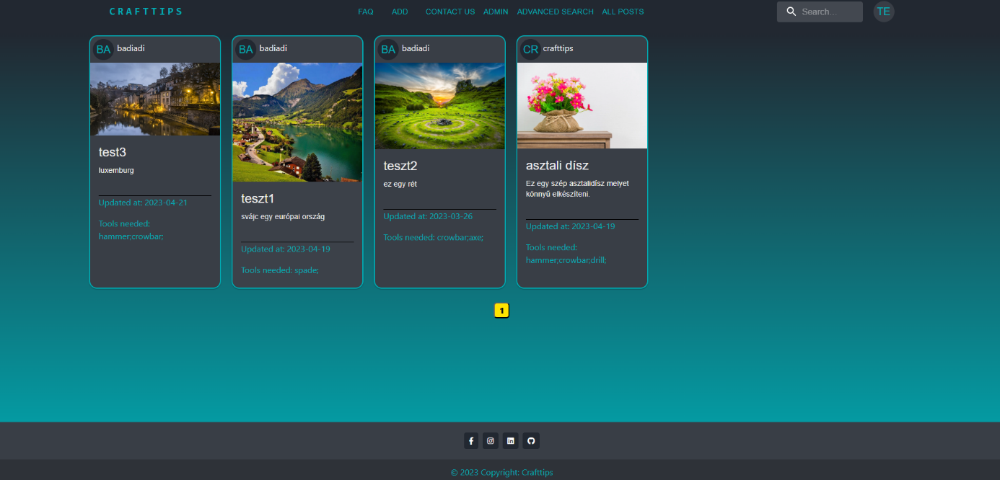 CRAFTTIPS
FAQ
ADD
CONTACT US
ADMIN
ADVANCED SEARCH
ALL POSTS
Search...
TE
BA
badiadi
test3
luxemburg
Updated at: 2023-04-21
Tools needed:
hammer;crowbar;
BA
badiadi
teszt1
svájc egy európai ország
Updated at: 2023-04-19
Tools needed: spade;
BA
badiadi
teszt2
ez egy rét
Updated at: 2023-03-26
Tools needed: crowbar;axe;
CR
crafttips
asztali dísz
Ez egy szép asztalidísz melyet
könnyű elkészíteni.
Updated at: 2023-04-19
Tools needed:
hammer;crowbar;drill;
1
© 2023 Copyright: Crafttips